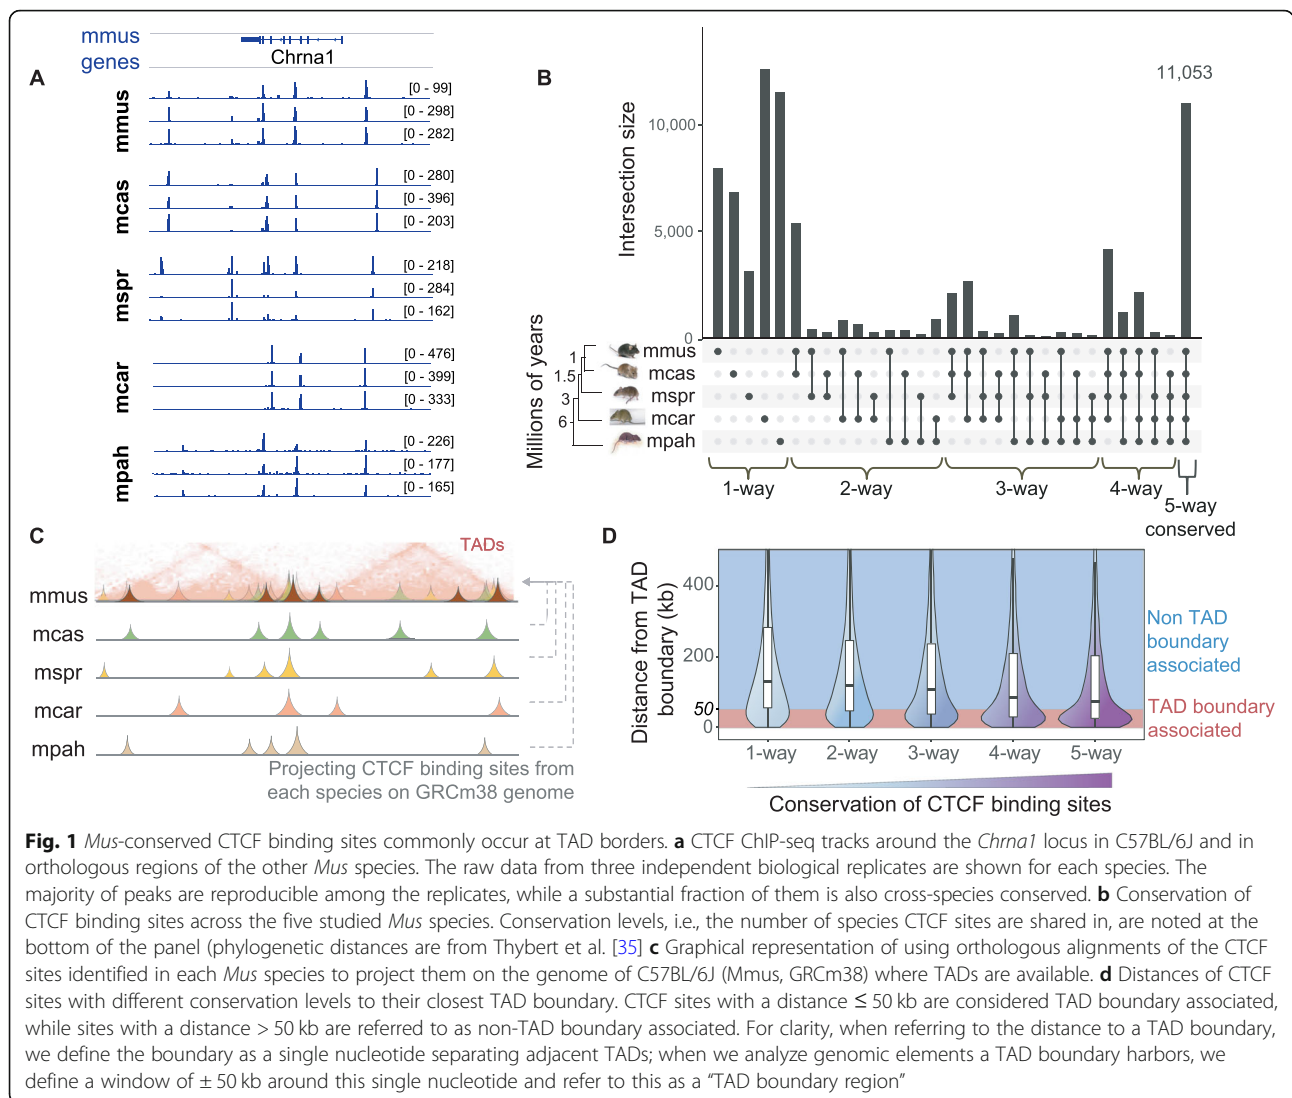 mmus
genes
Chrna1
A
mmus
[0 - 99]
[0 - 298]
[0 - 282]
mcas
[0 - 280]
[0 - 396]
[0 - 203]
mspr
[0 - 218]
[0 - 284]
[0 - 162]
mcar
[0 - 476]
[0 - 399]
[0 - 333]
mpah
[0 - 226]
[0 - 177]
[0 - 165]
B
11,053
Intersection size
10,000
5,000
0
Millions of years
1
1.5
3
6
mmus
mcas
mspr
mcar
mpah
1-way
2-way
3-way
4-way
5-way
conserved
C
TADs
mmus
mcas
mspr
mcar
mpah
Projecting CTCF binding sites from
each species on GRCm38 genome
D
Distance from TAD
boundary (kb)
400
200
50
0
Non TAD
boundary
associated
TAD boundary
associated
1-way
2-way
3-way
4-way
5-way
Conservation of CTCF binding sites
Fig. 1 Mus-conserved CTCF binding sites commonly occur at TAD borders. a CTCF ChIP-seq tracks around the Chrna1 locus in C57BL/6J and in
orthologous regions of the other Mus species. The raw data from three independent biological replicates are shown for each species. The
majority of peaks are reproducible among the replicates, while a substantial fraction of them is also cross-species conserved. b Conservation of
CTCF binding sites across the five studied Mus species. Conservation levels, i.e., the number of species CTCF sites are shared in, are noted at the
bottom of the panel (phylogenetic distances are from Thybert et al. [35] c Graphical representation of using orthologous alignments of the CTCF
sites identified in each Mus species to project them on the genome of C57BL/6J (Mmus, GRCm38) where TADs are available. d Distances of CTCF
sites with different conservation levels to their closest TAD boundary. CTCF sites with a distance ≤ 50 kb are considered TAD boundary associated,
while sites with a distance > 50 kb are referred to as non-TAD boundary associated. For clarity, when referring to the distance to a TAD boundary,
we define the boundary as a single nucleotide separating adjacent TADs; when we analyze genomic elements a TAD boundary harbors, we
define a window of ± 50 kb around this single nucleotide and refer to this as a “TAD boundary region”